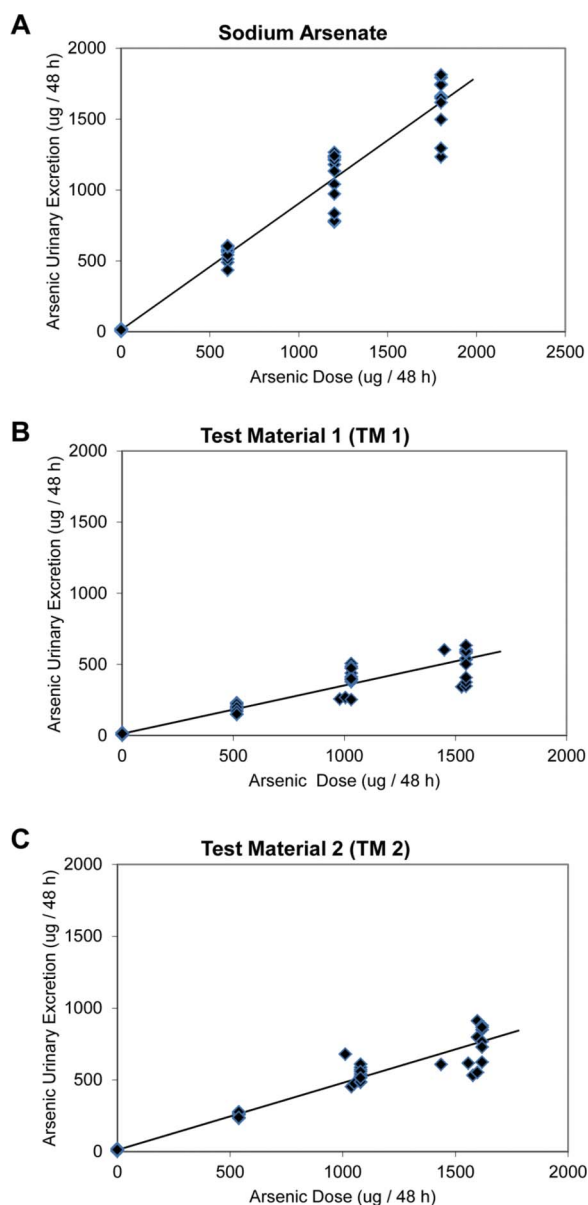 A
Sodium Arsenate
Arsenic Urinary Excretion (ug / 48 h)
2000
1500
1000
500
0
0 500 1000 1500 2000 2500
Arsenic Dose (ug / 48 h)
B
Test Material 1 (TM 1)
Arsenic Urinary Excretion (ug / 48 h)
2000
1500
1000
500
0
0 500 1000 1500 2000
Arsenic Dose (ug / 48 h)
C
Test Material 2 (TM 2)
Arsenic Urinary Excretion (ug / 48 h)
2000
1500
1000
500
0
0 500 1000 1500 2000
Arsenic Dose (ug / 48 h)